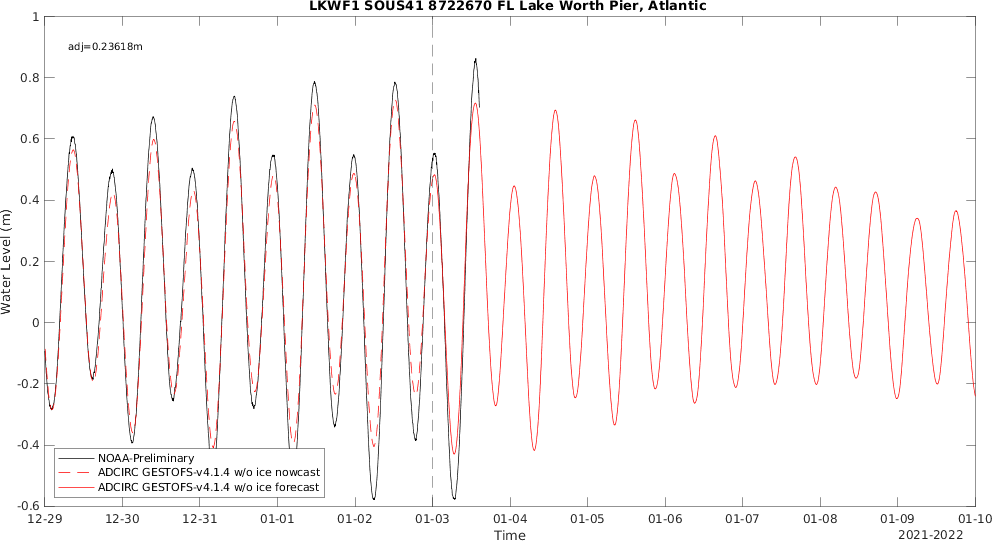 LKWF1 SOUS41 8722670 FL Lake Worth Pier, Atlantic
adj=0.23618m
Water Level (m)
1
0.8
0.6
0.4
0.2
0
-0.2
-0.4
-0.6
NOAA-Preliminary
ADCIRC GESTOFS-v4.1.4 w/o ice nowcast
ADCIRC GESTOFS-v4.1.4 w/o ice forecast
12-29 12-30 12-31 01-01 01-02 01-03 01-04 01-05 01-06 01-07 01-08 01-09 01-10
Time
2021-2022